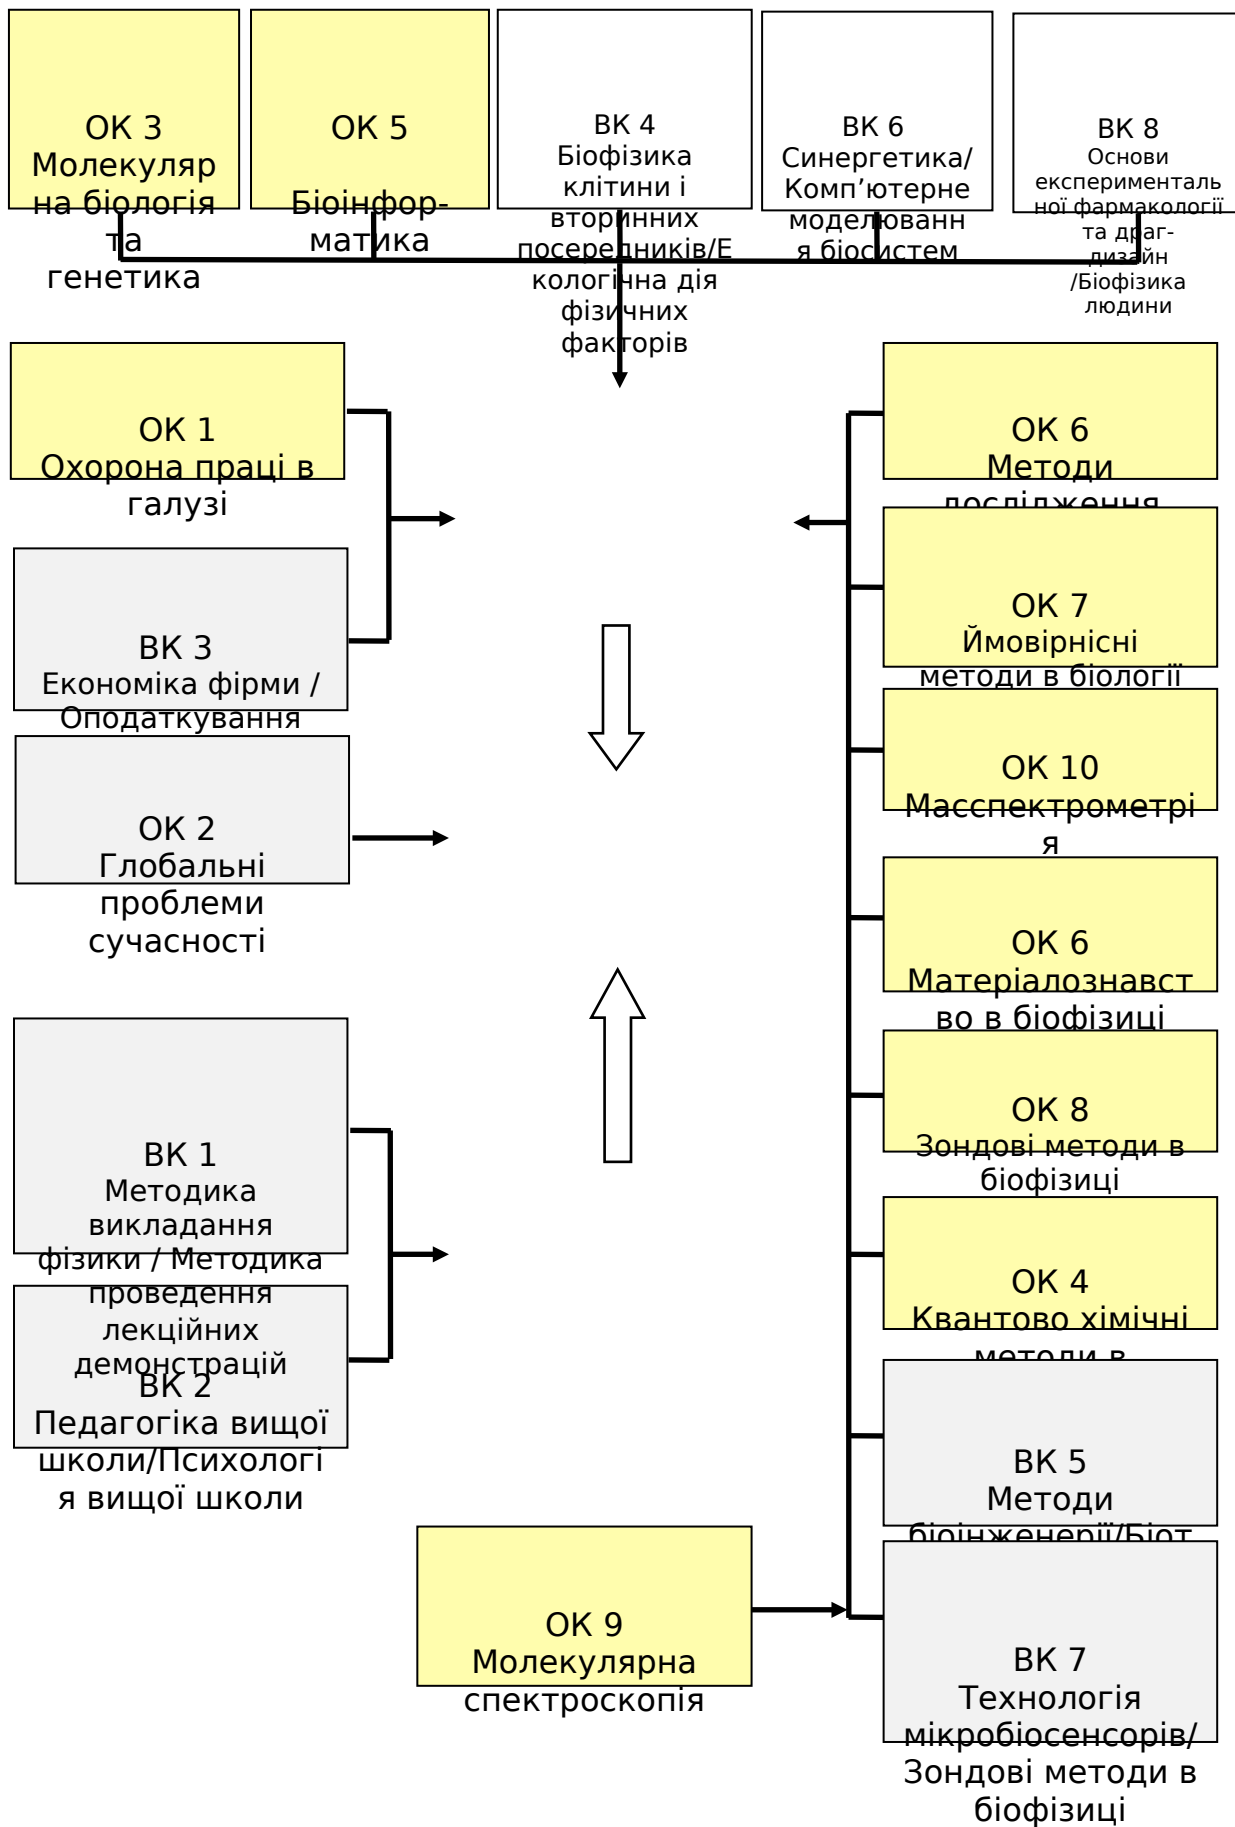 ОК 3
Молекуляр
на біологія
та
генетика
ОК 5
Біоінфор-
матика
ВК 4
Біофізика
клітини і
вторинних
посередників/Е
кологічна дія
фізичних
факторів
ВК 6
Синергетика/
Комп’ютерне
моделюванн
я біосистем
ВК 8
Основи
експерименталь
ної фармакології
та драг-
дизайн
/Біофізика
людини
ОК 1
Охорона праці в
галузі
ВК 3
Економіка фірми /
Оподаткування
ОК 2
Глобальні
проблеми
сучасності
ВК 1
Методика
викладання
фізики / Методика
проведення
лекційних
демонстрацій
ВК 2
Педагогіка вищої
школи/Психологі
я вищої школи
ОК 9
Молекулярна
спектроскопія
ОК 6
Методи
дослідження
ОК 7
Ймовірнісні
методи в біології
ОК 10
Масспектрометрі
я
ОК 6
Матеріалознавст
во в біофізиці
ОК 8
Зондові методи в
біофізиці
ОК 4
Квантово хімічні
методи в
ВК 5
Методи
біоінженерії/Біот
ВК 7
Технологія
мікробіосенсорів/
Зондові методи в
біофізиці